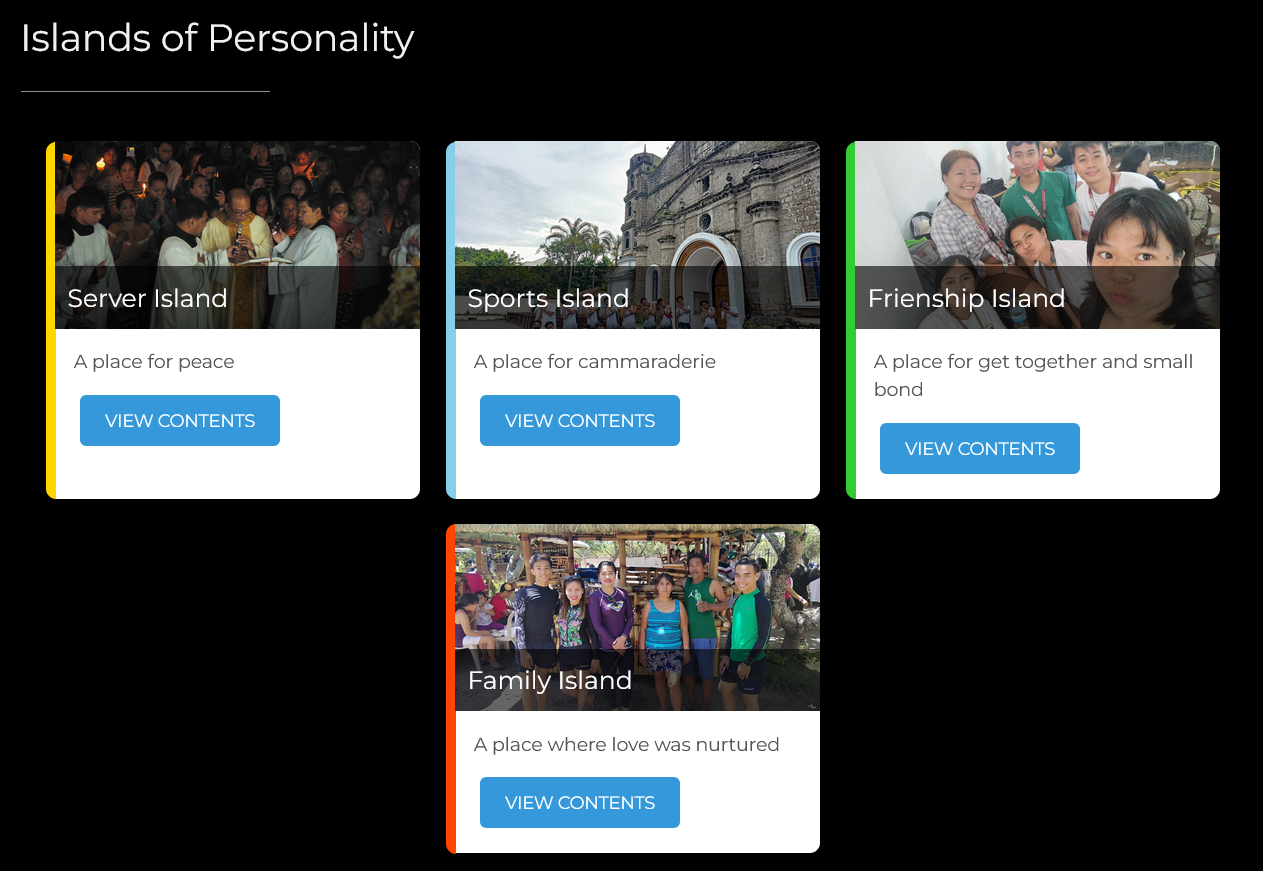 Islands of Personality
Server Island
A place for peace
VIEW CONTENTS
Sports Island
A place for cammaraderie
VIEW CONTENTS
Frienship Island
A place for get together and small
bond
VIEW CONTENTS
Family Island
A place where love was nurtured
VIEW CONTENTS